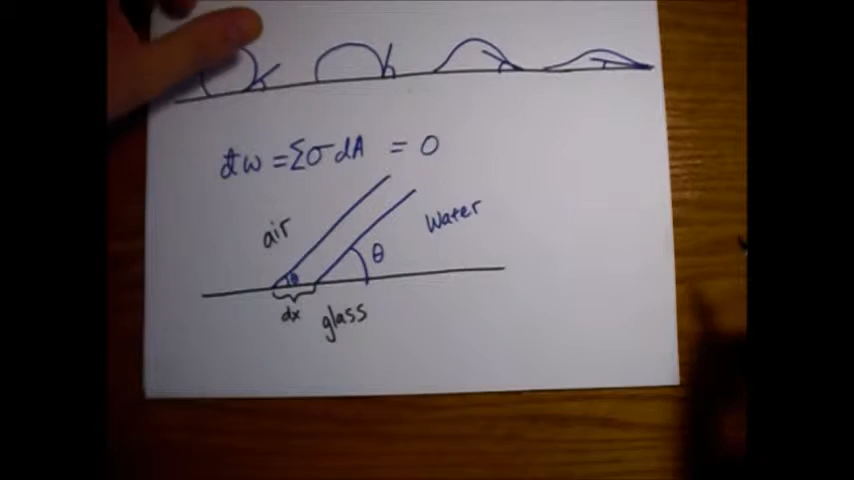 đw = Σσ dA = 0
air
Water
θ
θ
dx
glass